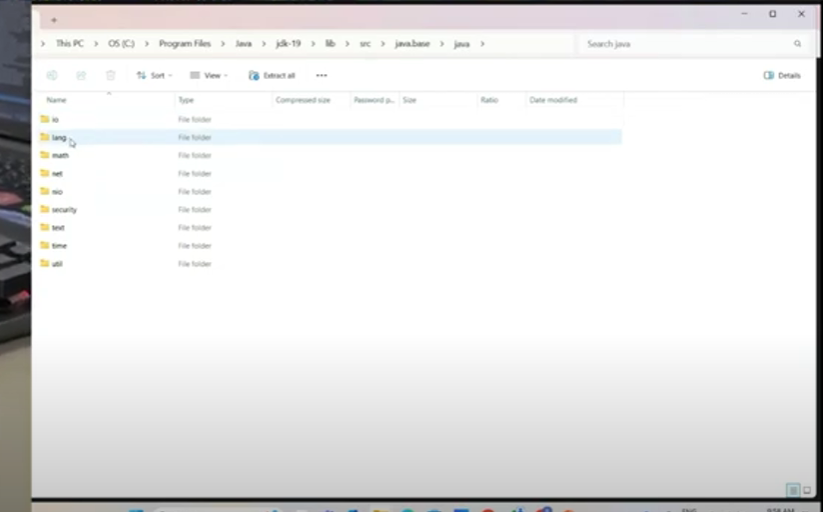 This PC > OS (C:) > Program Files > Java > jdk-19 > lib > src > java.base > java >
Search java
Sort
View
Extract all
Details
Name Type Compressed size Password p... Size Ratio Date modified
io File folder
lang File folder
math File folder
net File folder
nio File folder
security File folder
text File folder
time File folder
util File folder
ENG